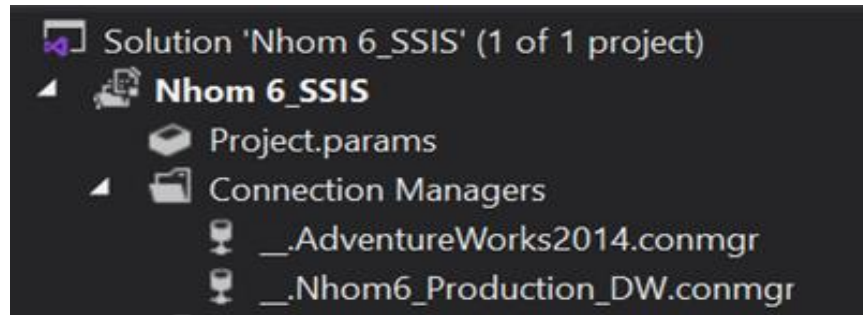 Solution 'Nhom 6_SSIS' (1 of 1 project)
Nhom 6_SSIS
Project.params
Connection Managers
__.AdventureWorks2014.conmgr
__.Nhom6_Production_DW.conmgr